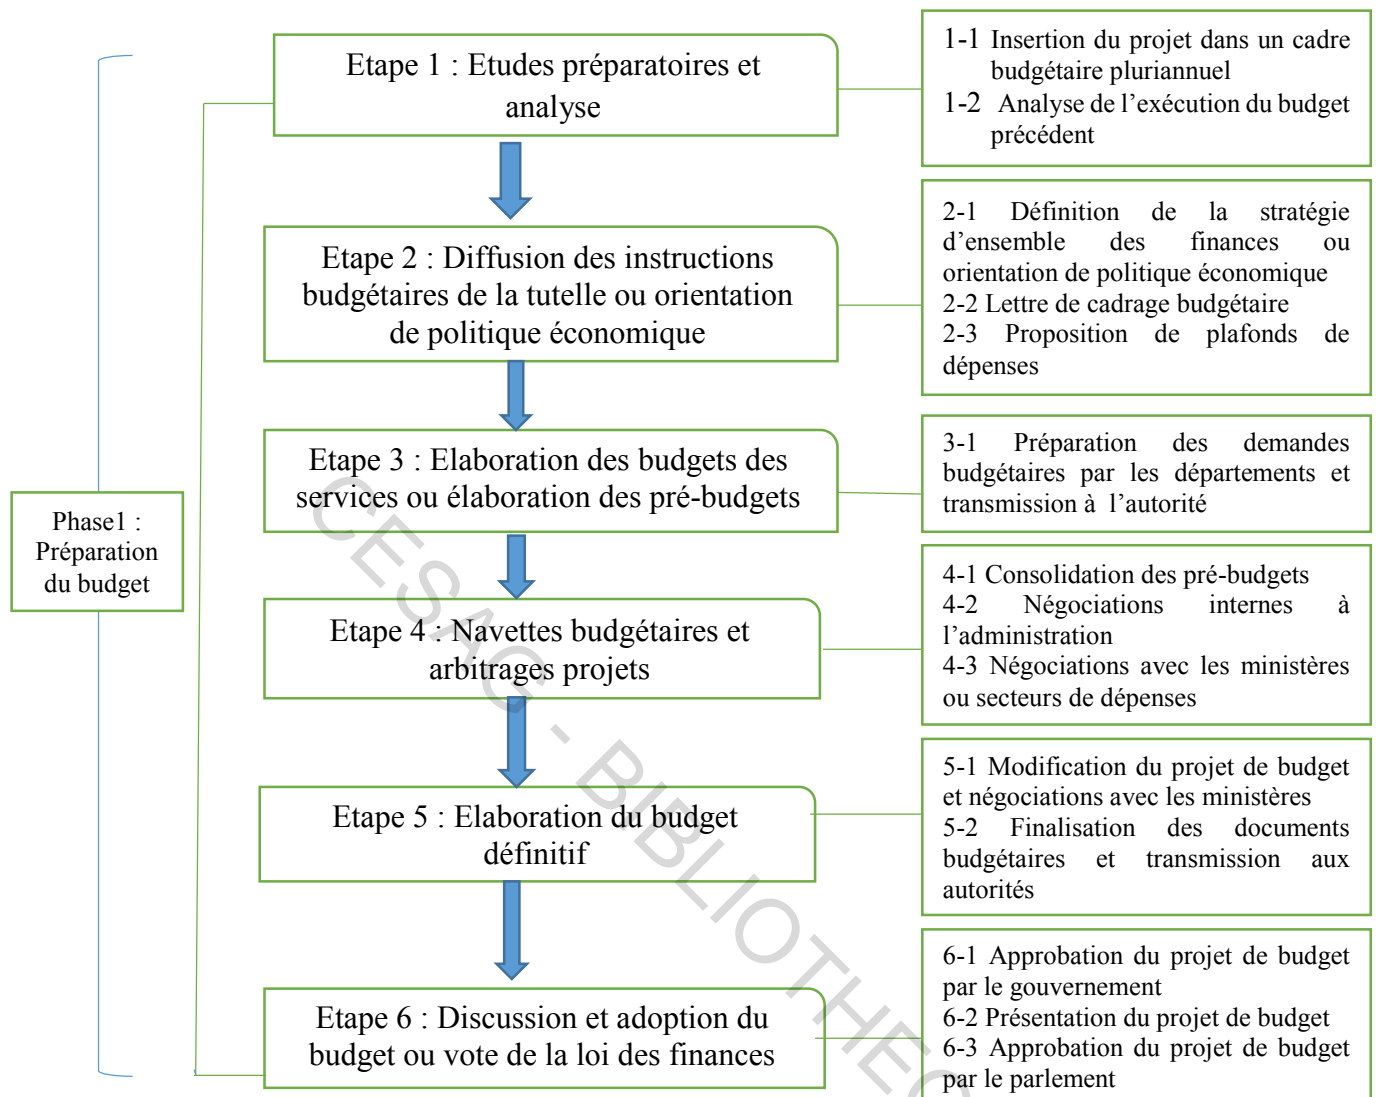 Etape 1 : Etudes préparatoires et
analyse
1-1 Insertion du projet dans un cadre
budgétaire pluriannuel
1-2 Analyse de l’exécution du budget
précédent
Etape 2 : Diffusion des instructions
budgétaires de la tutelle ou orientation
de politique économique
2-1 Définition de la stratégie
d’ensemble des finances ou
orientation de politique économique
2-2 Lettre de cadrage budgétaire
2-3 Proposition de plafonds de
dépenses
Etape 3 : Elaboration des budgets des
services ou élaboration des pré-budgets
3-1 Préparation des demandes
budgétaires par les départements et
transmission à l’autorité
Phase1 :
Préparation
du budget
Etape 4 : Navettes budgétaires et
arbitrages projets
4-1 Consolidation des pré-budgets
4-2 Négociations internes à
l’administration
4-3 Négociations avec les ministères
ou secteurs de dépenses
Etape 5 : Elaboration du budget
définitif
5-1 Modification du projet de budget
et négociations avec les ministères
5-2 Finalisation des documents
budgétaires et transmission aux
autorités
Etape 6 : Discussion et adoption du
budget ou vote de la loi des finances
6-1 Approbation du projet de budget
par le gouvernement
6-2 Présentation du projet de budget
6-3 Approbation du projet de budget
par le parlement
CESAG - BIBLIOTHE